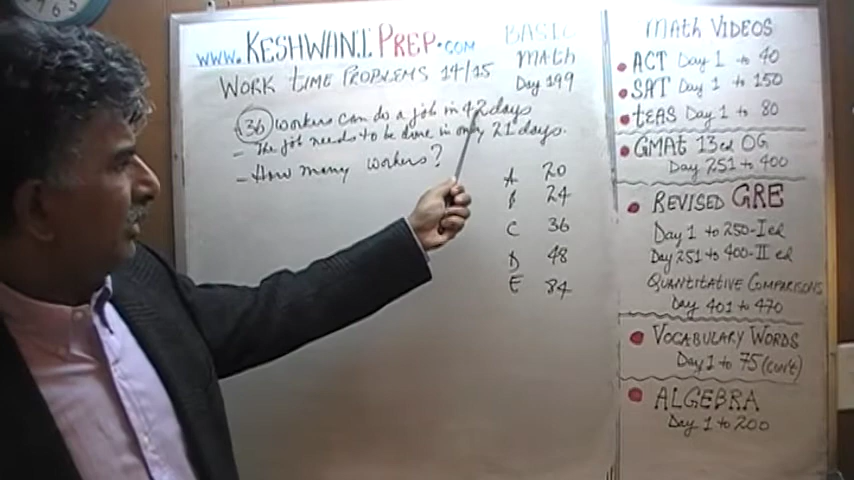 www.KESHWANIPREP.COM
WORK TIME PROBLEMS 14/15
BASIC
MATH
Day 199
36 workers can do a job in 42 days
- The job needs to be done in only 21 days.
- How many workers?
A 20
B 24
C 36
D 48
E 84
MATH VIDEOS
ACT Day 1 to 40
SAT Day 1 to 150
TEAS Day 1 to 80
GMAT 13ed OG
Day 251 to 400
REVISED GRE
Day 1 to 250-I ed
Day 251 to 400-II ed
QUANTITATIVE COMPARISONS
Day 401 to 470
VOCABULARY WORDS
Day 1 to 75 (con't)
ALGEBRA
Day 1 to 200